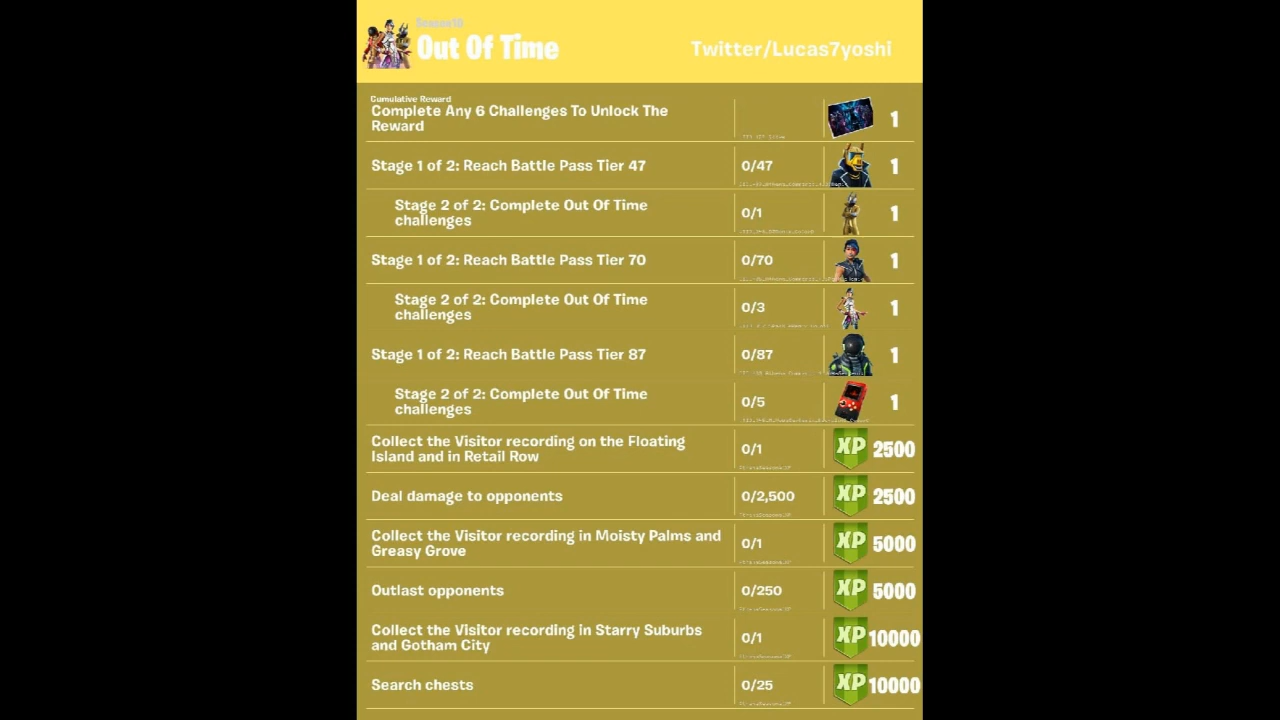 Season10
Out Of Time
Twitter/Lucas7yoshi
Cumulative Reward
Complete Any 6 Challenges To Unlock The
Reward
1
Stage 1 of 2: Reach Battle Pass Tier 47
0/47
1
Stage 2 of 2: Complete Out Of Time
challenges
0/1
1
Stage 1 of 2: Reach Battle Pass Tier 70
0/70
1
Stage 2 of 2: Complete Out Of Time
challenges
0/3
1
Stage 1 of 2: Reach Battle Pass Tier 87
0/87
1
Stage 2 of 2: Complete Out Of Time
challenges
0/5
1
Collect the Visitor recording on the Floating
Island and in Retail Row
0/1
XP 2500
Deal damage to opponents
0/2,500
XP 2500
Collect the Visitor recording in Moisty Palms and
Greasy Grove
0/1
XP 5000
Outlast opponents
0/250
XP 5000
Collect the Visitor recording in Starry Suburbs
and Gotham City
0/1
XP 10000
Search chests
0/25
XP 10000